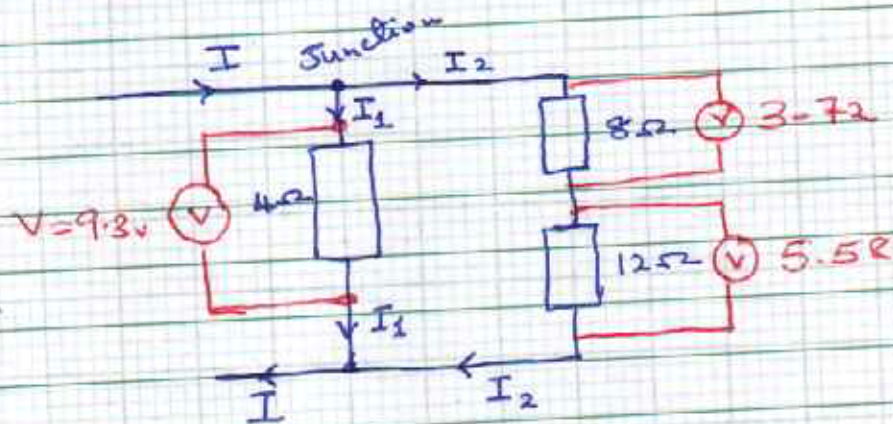 I Junction I2
I1
8Ω V 3-72
V=9.3v V 4Ω
12Ω V 5.58
I1
I I2